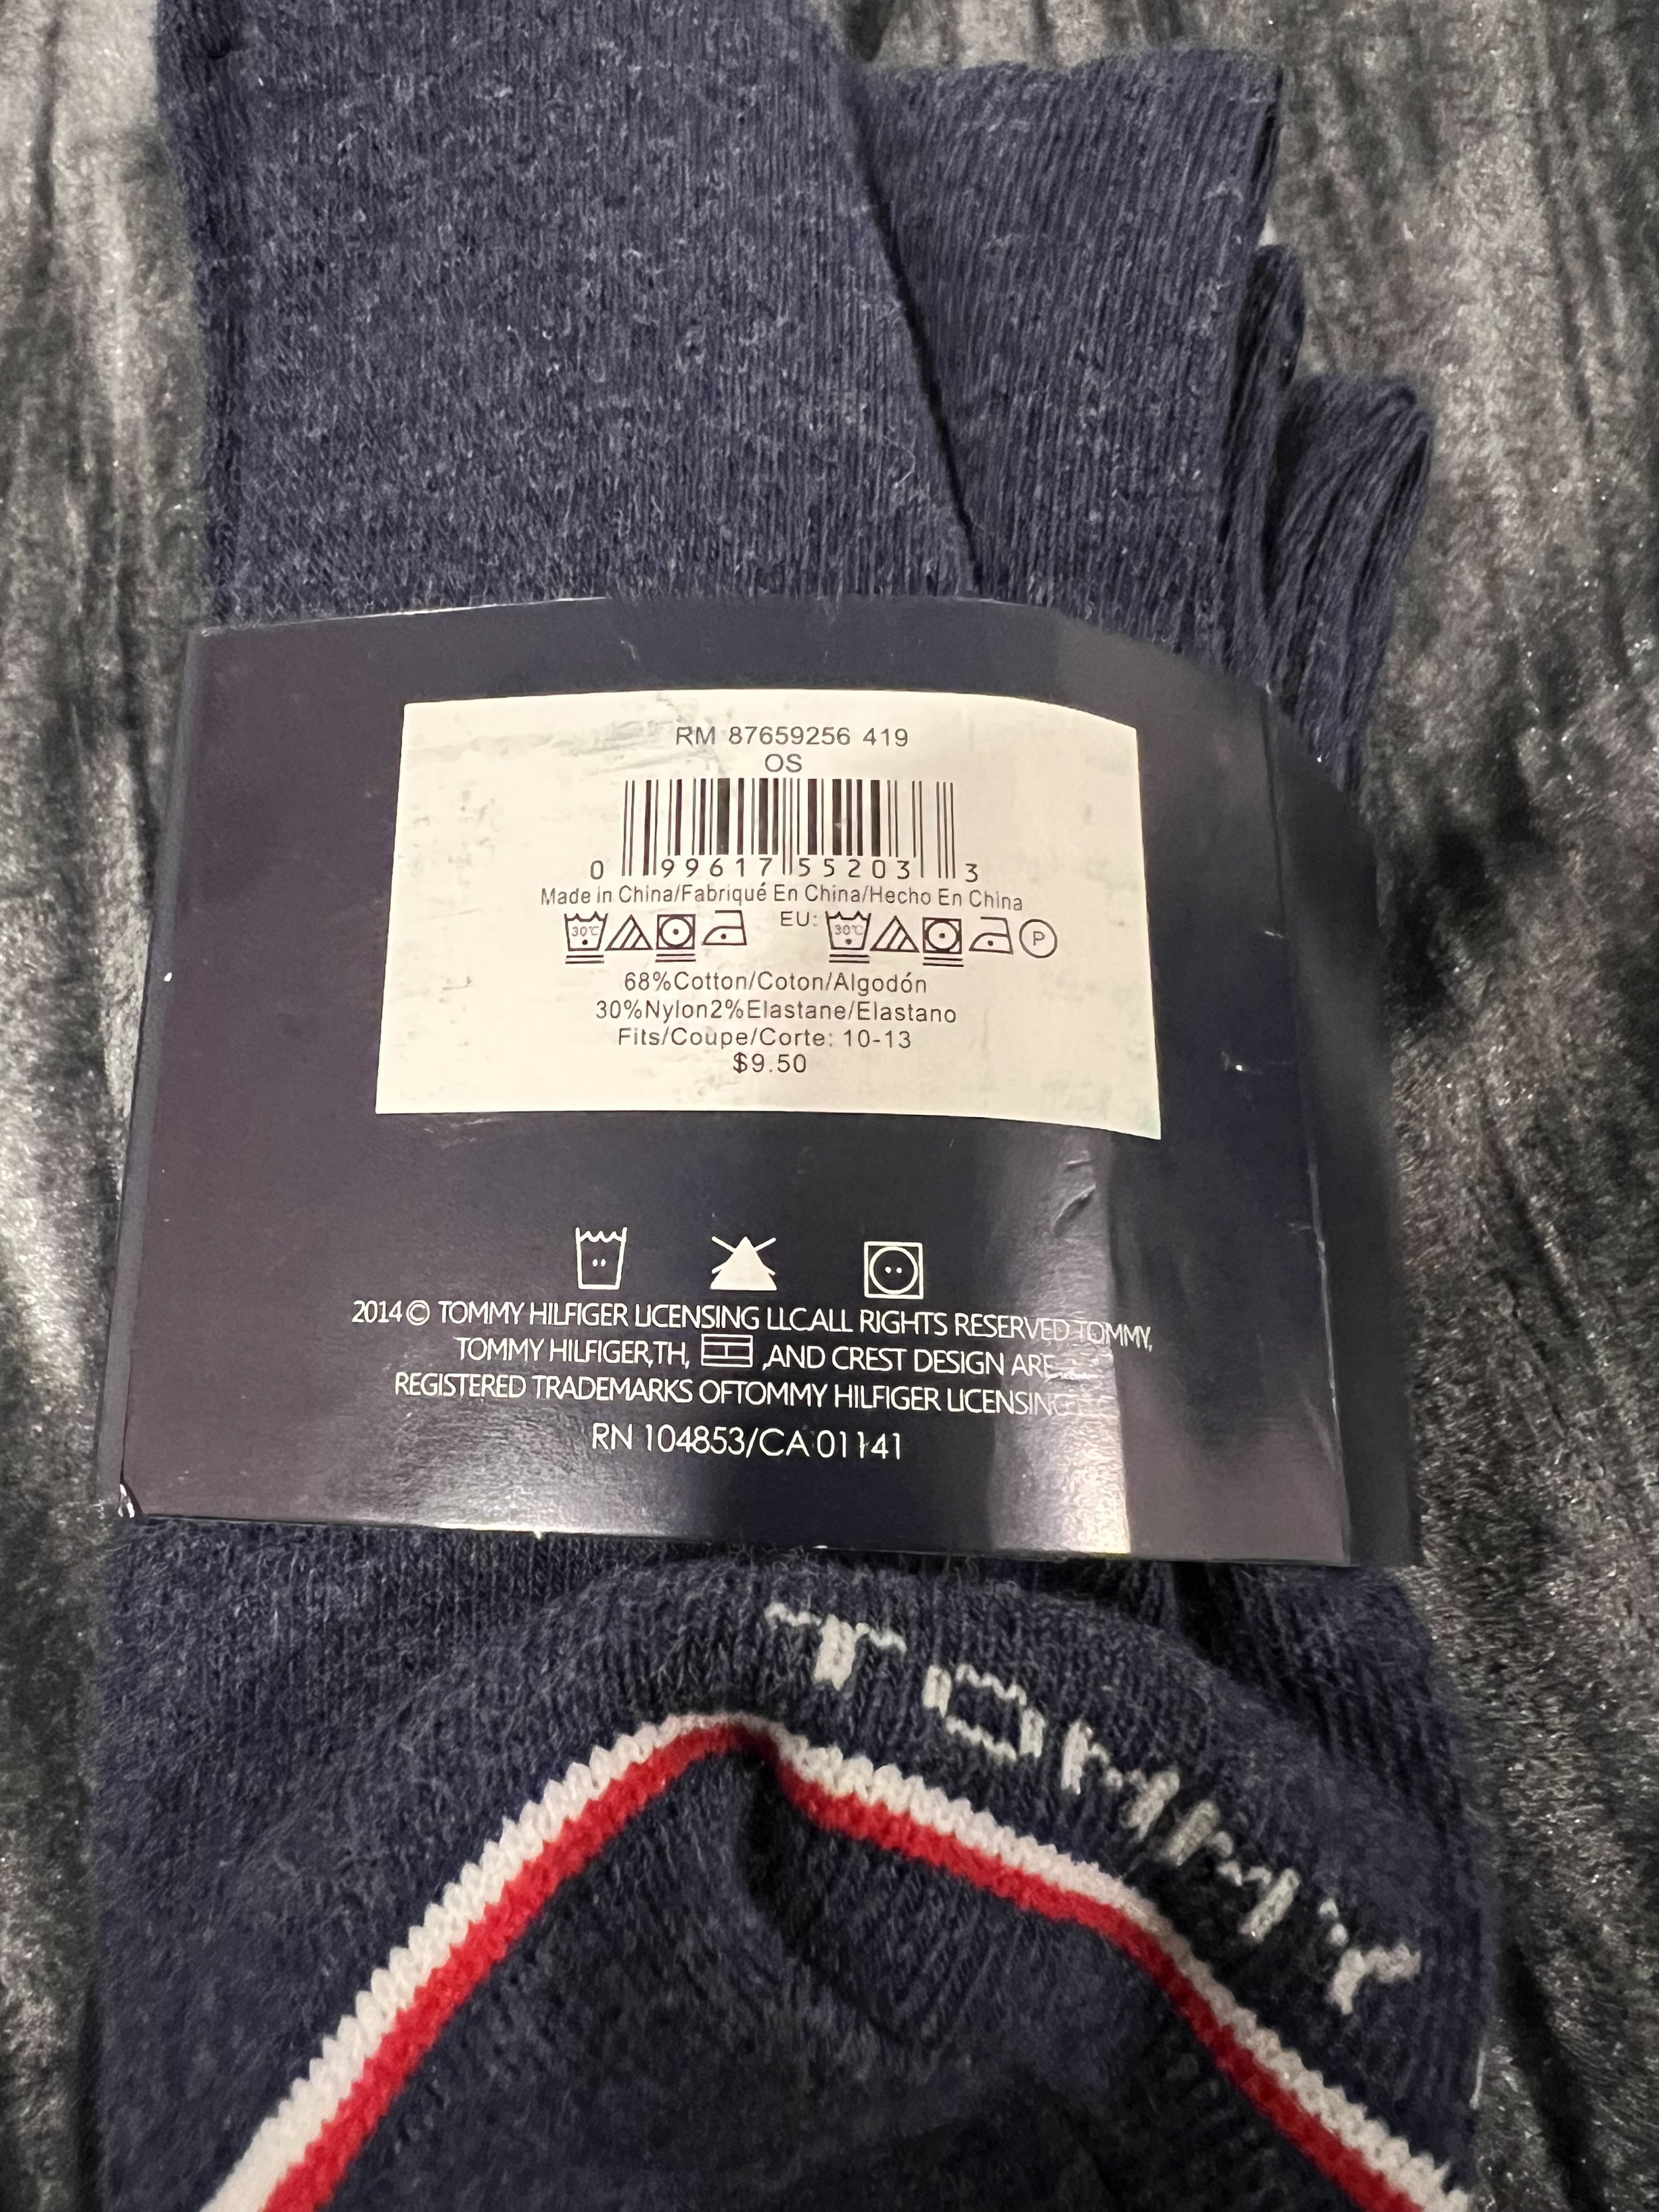 RM 87659256 419
OS
0 99617 55203 3
Made in China/Fabriqué En China/Hecho En China
30°C EU: 30°C P
68%Cotton/Coton/Algodón
30%Nylon2%Elastane/Elastano
Fits/Coupe/Corte: 10-13
$9.50
2014© TOMMY HILFIGER LICENSING LLC.ALL RIGHTS RESERVED TOMMY,
TOMMY HILFIGER,TH, ,AND CREST DESIGN ARE
REGISTERED TRADEMARKS OFTOMMY HILFIGER LICENSING
RN 104853/CA 01141
TOMMY